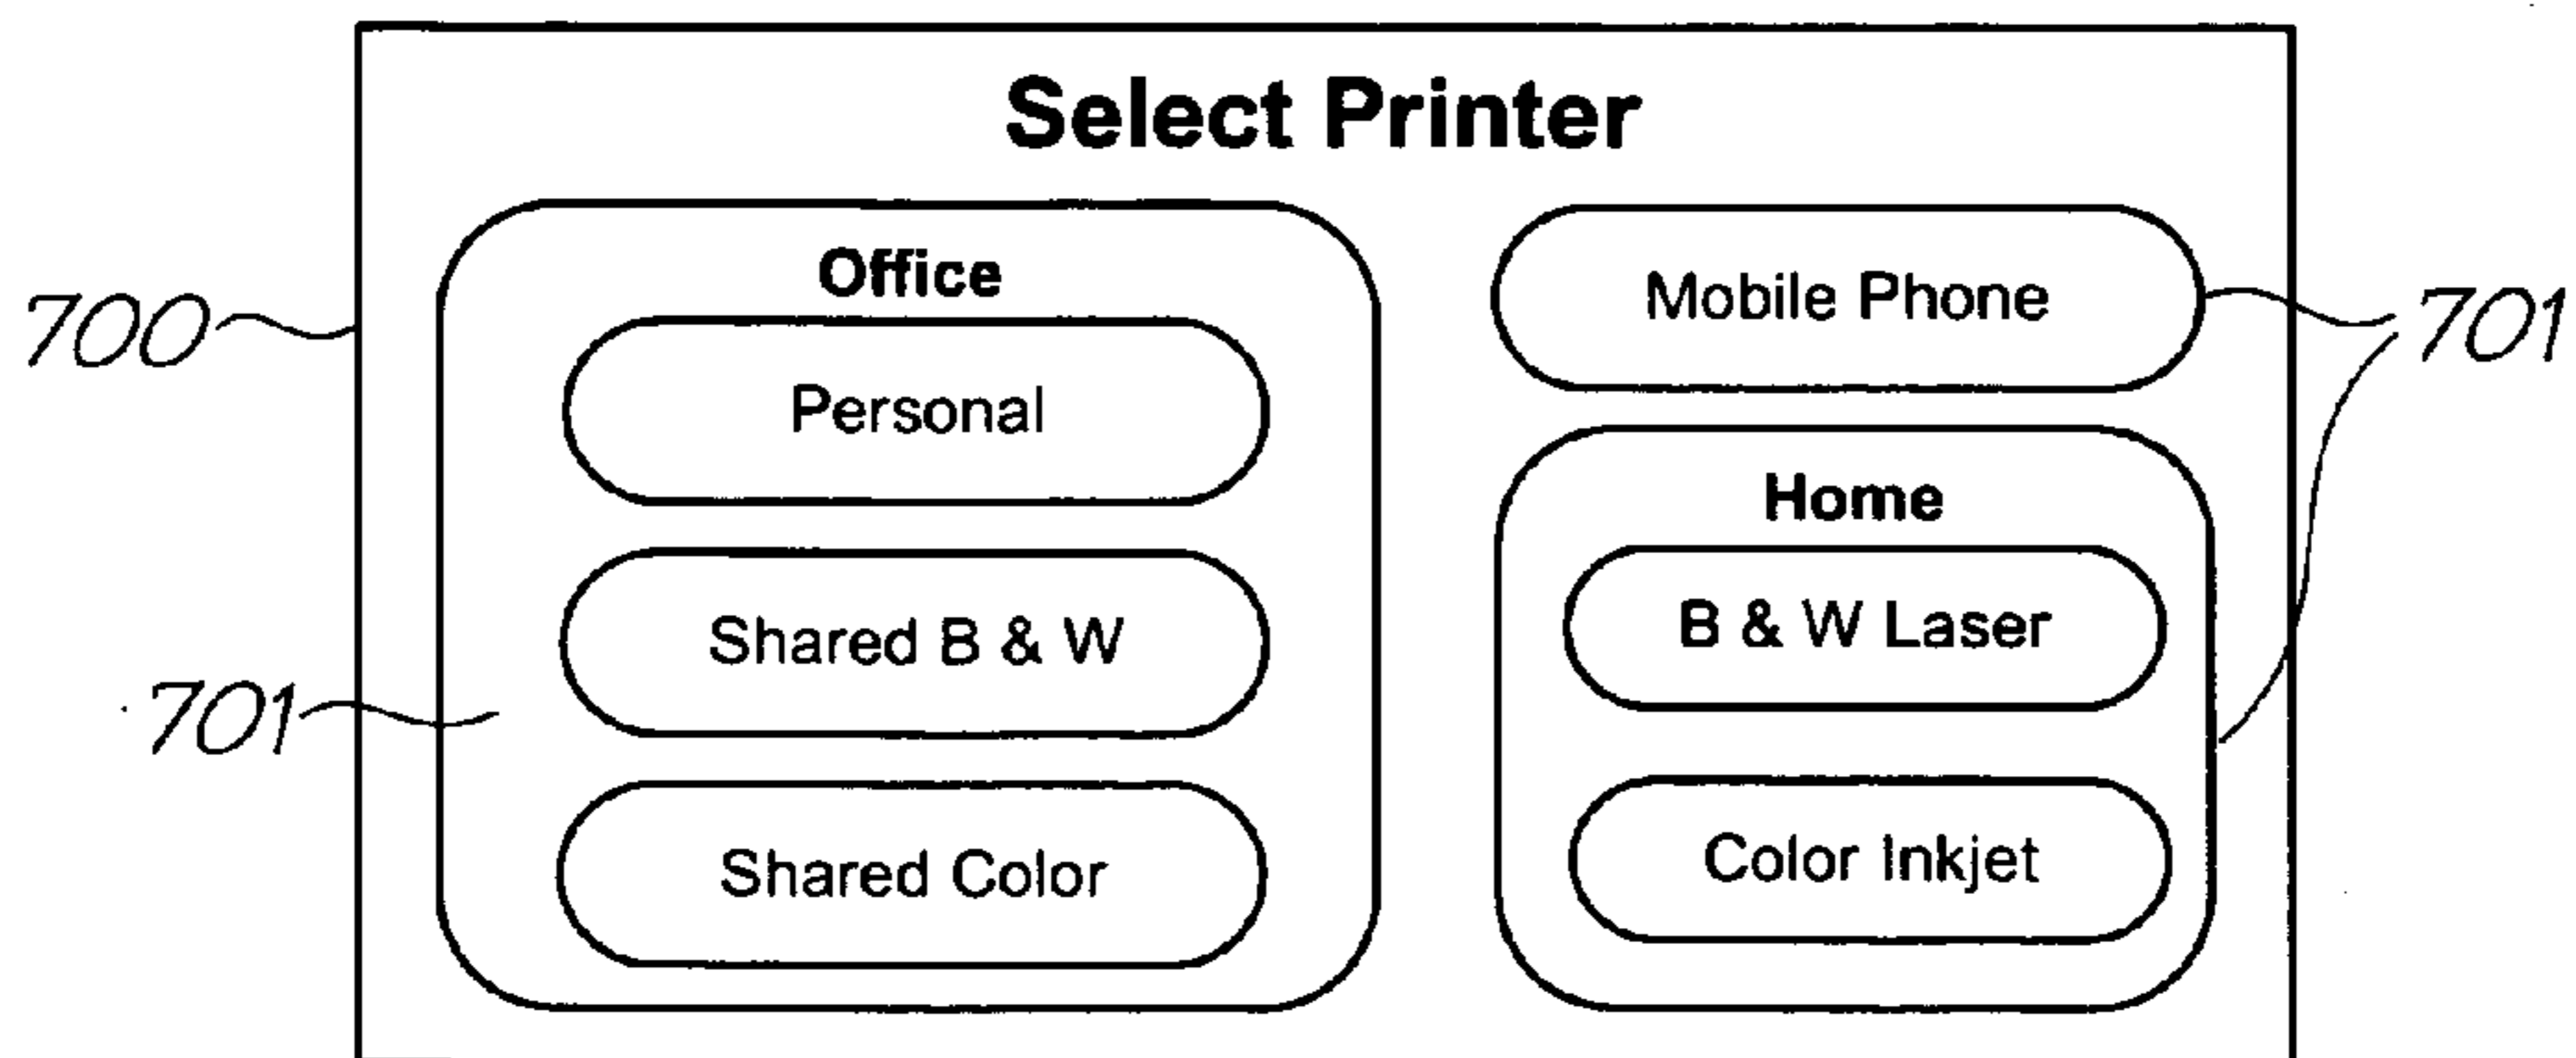 Select Printer
Office
Personal
Shared B & W
Shared Color
Mobile Phone
Home
B & W Laser
Color Inkjet
700
701
701